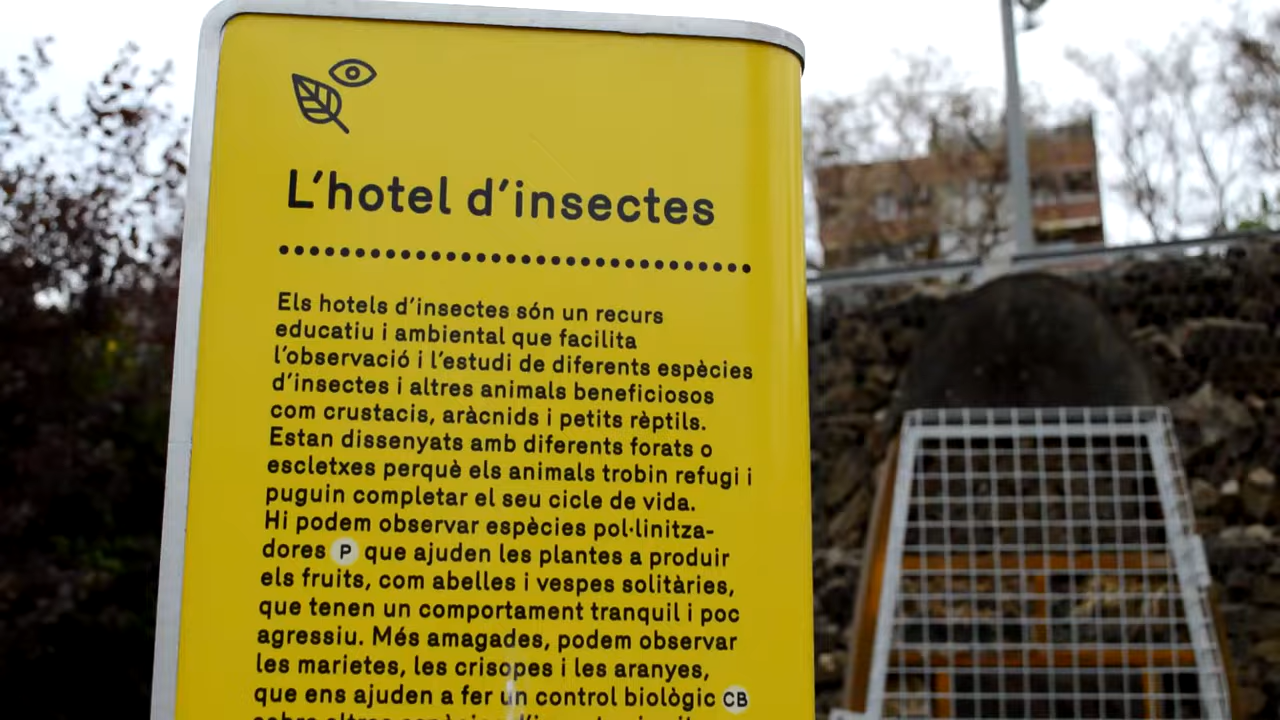 L'hotel d'insectes
Els hotels d'insectes són un recurs
educatiu i ambiental que facilita
l'observació i l'estudi de diferents espècies
d'insectes i altres animals beneficiosos
com crustacis, aràcnids i petits rèptils.
Estan dissenyats amb diferents forats o
escletxes perquè els animals trobin refugi i
puguin completar el seu cicle de vida.
Hi podem observar espècies pol·linitza-
dores P que ajuden les plantes a produir
els fruits, com abelles i vespes solitàries,
que tenen un comportament tranquil i poc
agressiu. Més amagades, podem observar
les marietes, les crisopes i les aranyes,
que ens ajuden a fer un control biològic CB